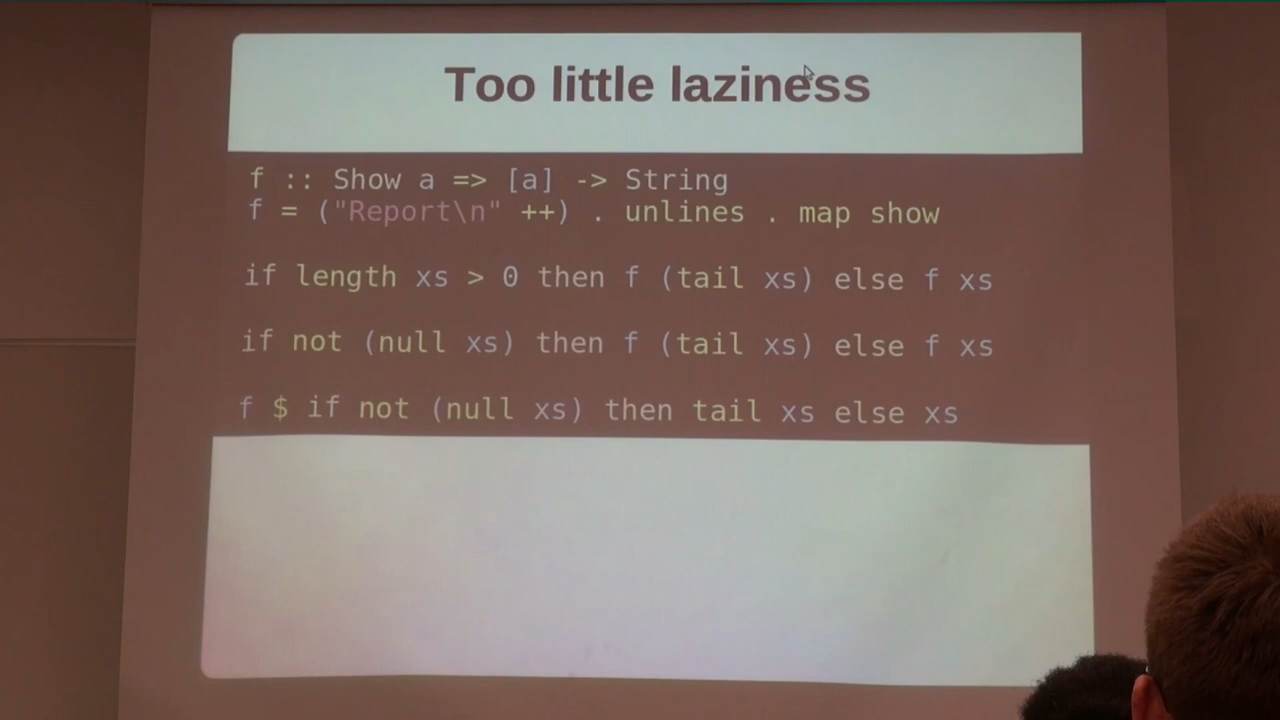 Too little laziness
f :: Show a => [a] -> String
f = ("Report\n" ++) . unlines . map show
if length xs > 0 then f (tail xs) else f xs
if not (null xs) then f (tail xs) else f xs
f $ if not (null xs) then tail xs else xs